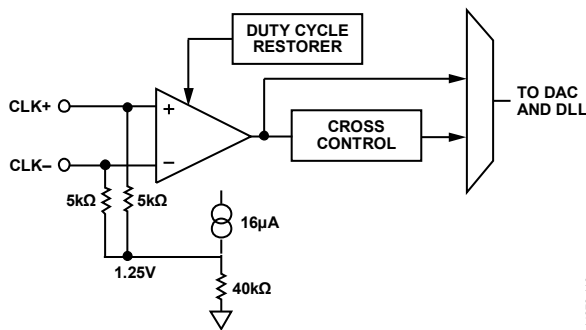 DUTY CYCLE
RESTORER
CLK+
CLK–
+
–
CROSS
CONTROL
TO DAC
AND DLL
5kΩ
5kΩ
16µA
1.25V
40kΩ